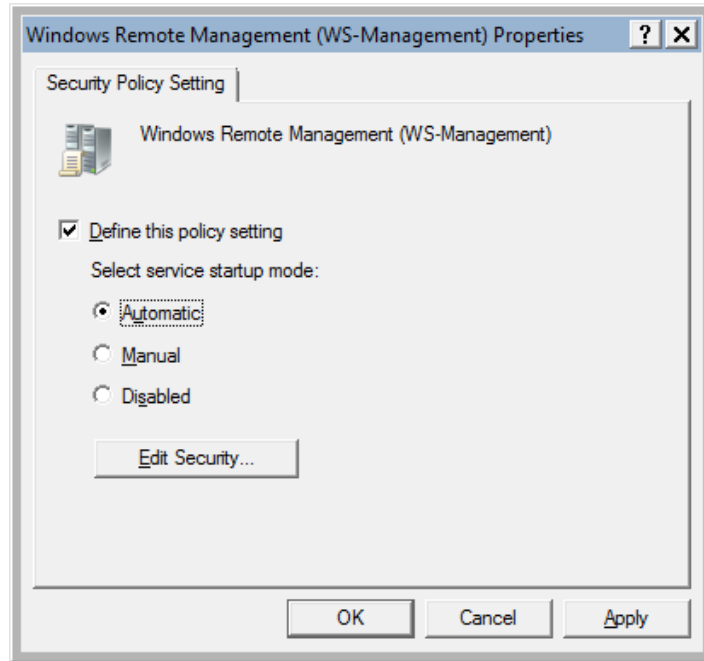 Windows Remote Management (WS-Management) Properties
Security Policy Setting
Windows Remote Management (WS-Management)
Define this policy setting
Select service startup mode:
Automatic
Manual
Disabled
Edit Security...
OK Cancel Apply